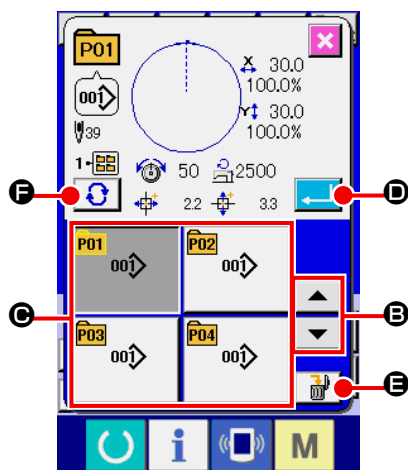 P01
X 30.0
100.0%
001
Y 30.0
100.0%
39
1-
50 2500
F
D
2.2 3.3
P01 P02
001 001
C
B
P03 P04
001 001
E
i M